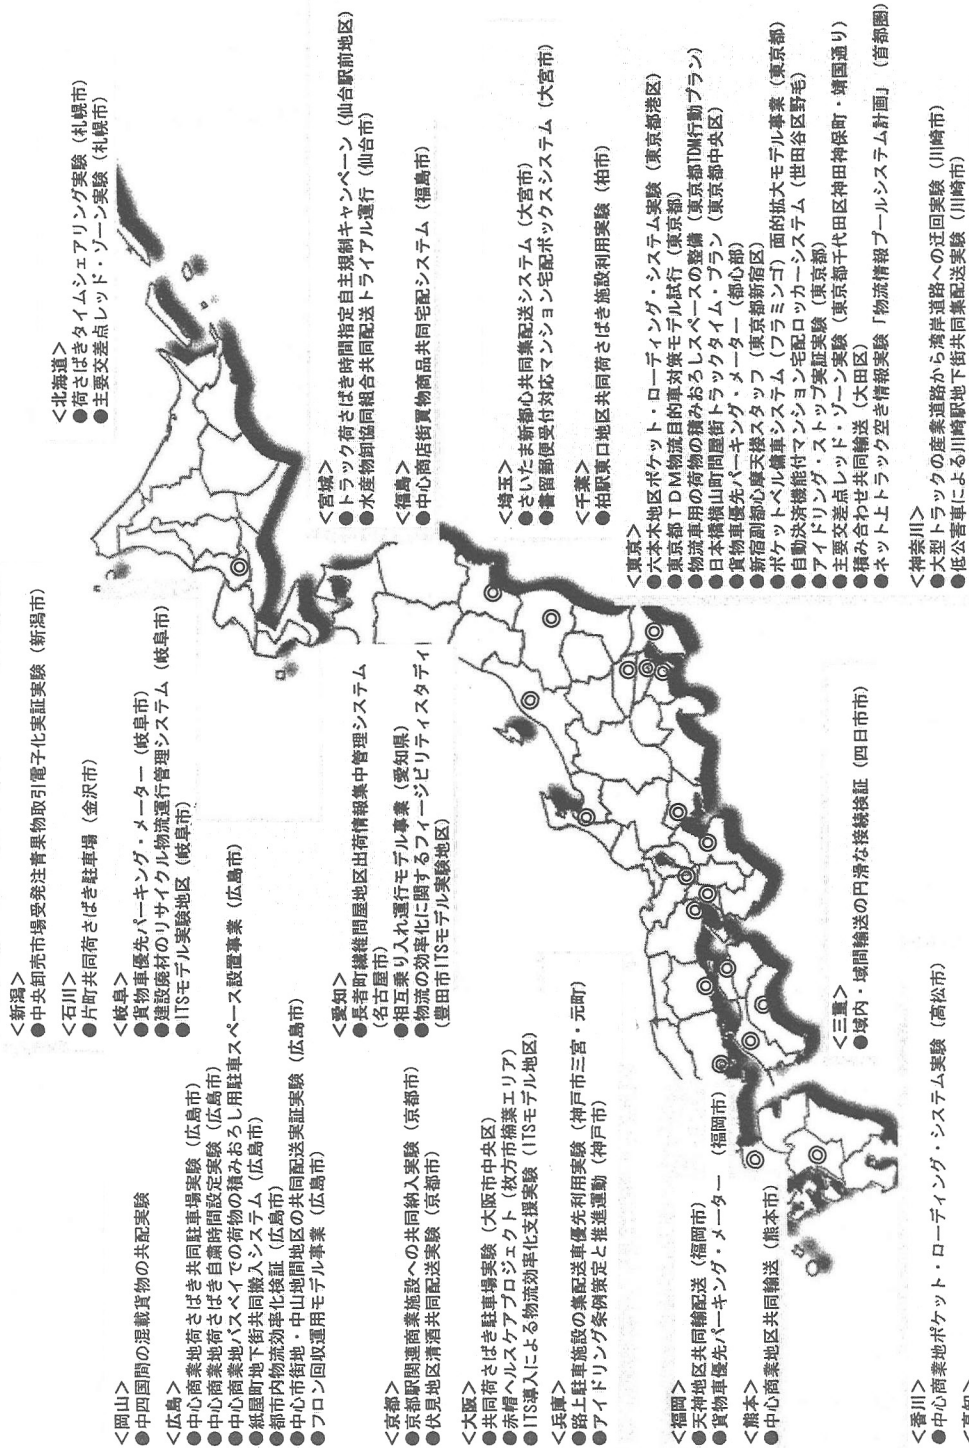 <北海道>
●荷さばきタイムシェアリング実験（札幌市）
●主要交差点レッド・ゾーン実験（札幌市）
<宮城>
●トラック荷さばき時間指定自主規制キャンペーン（仙台駅前地区）
●水産物卸協同組合共同配送トライアル運行（仙台市）
<福島>
●中心商店街買物商品共同宅配システム（福島市）
<埼玉>
●さいたま新都心共同集配送システム（大宮市）
●書留郵便受付対応マンション宅配ボックスシステム（大宮市）
<千葉>
●柏駅東口地区共同荷さばき施設利用実験（柏市）
<東京>
●六本木地区ポケット・ローディング・システム実験（東京都港区）
●東京都ＴＤＭ物流目的車対策モデル試行（東京都）
●物流車用の荷物の積みおろしスペースの整備（東京都TDM行動プラン）
●日本橋横山町問屋街トラックタイム・プラン（東京都中央区）
●貨物車優先パーキング・メーター（都心部）
●新宿副都心摩天楼スタッフ（東京都新宿区）
●ポケットベル傭車システム（フラミンゴ）面的拡大モデル事業（東京都）
自動決済機能付マンション宅配ロッカーシステム（世田谷区野毛）
●アイドリング・ストップ実証実験（東京都）
●主要交差点レッド・ゾーン実験（東京都千代田区神田神保町・靖国通り）
●積み合わせ共同輸送（大田区）
●ネット上トラック空き情報実験「物流情報プールシステム計画」（首都圏）
<神奈川>
●大型トラックの産業道路から湾岸道路への迂回実験（川崎市）
●低公害車による川崎駅地下街共同集配送実験（川崎市）
<新潟>
●中央卸売市場受発注青果物取引電子化実証実験（新潟市）
<石川>
●片町共同荷さばき駐車場（金沢市）
<岐阜>
●貨物車優先パーキング・メーター（岐阜市）
●建設廃材のリサイクル物流運行管理システム（岐阜市）
●ITSモデル実験地区（岐阜市）
<愛知>
●長者町繊維問屋地区出荷情報集中管理システム
（名古屋市）
●相互乗り入れ運行モデル事業（愛知県）
●物流の効率化に関するフィージビリティスタディ
（豊田市ITSモデル実験地区）
<三重>
●域内・域間輸送の円滑な接続検証（四日市市）
<岡山>
●中四国間の混載貨物の共配実験
<広島>
●中心商業地荷さばき共同駐車場実験（広島市）
●中心商業地荷さばき自粛時間設定実験（広島市）
●中心商業地バスベイでの荷物の積みおろし用駐車スペース設置事業（広島市）
●紙屋町地下街共同搬入システム（広島市）
●都市内物流効率化検証（広島市）
●中心市街地・中山地間地区の共同配送実証実験（広島市）
●フロン回収運用モデル事業（広島市）
<京都>
●京都駅関連商業施設への共同納入実験（京都市）
●伏見地区清酒共同配送実験（京都市）
<大阪>
●共同荷さばき駐車場実験（大阪市中央区）
●赤帽ヘルスケアプロジェクト（枚方市楠葉エリア）
●ITS導入による物流効率化支援実験（ITSモデル地区）
<兵庫>
●路上駐車施設の集配送車優先利用実験（神戸市三宮・元町）
●アイドリング条例策定と推進運動（神戸市）
<福岡>
●天神地区共同輸配送（福岡市）
●貨物車優先パーキング・メーター（福岡市）
<熊本>
●中心商業地区共同輸送（熊本市）
<香川>
●中心商業地ポケット・ローディング・システム実験（高松市）